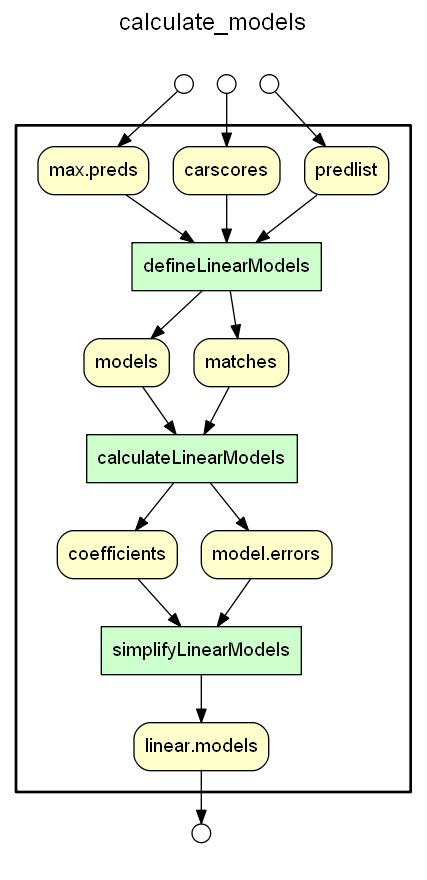 calculate_models
max.preds
carscores
predlist
defineLinearModels
models
matches
calculateLinearModels
coefficients
model.errors
simplifyLinearModels
linear.models